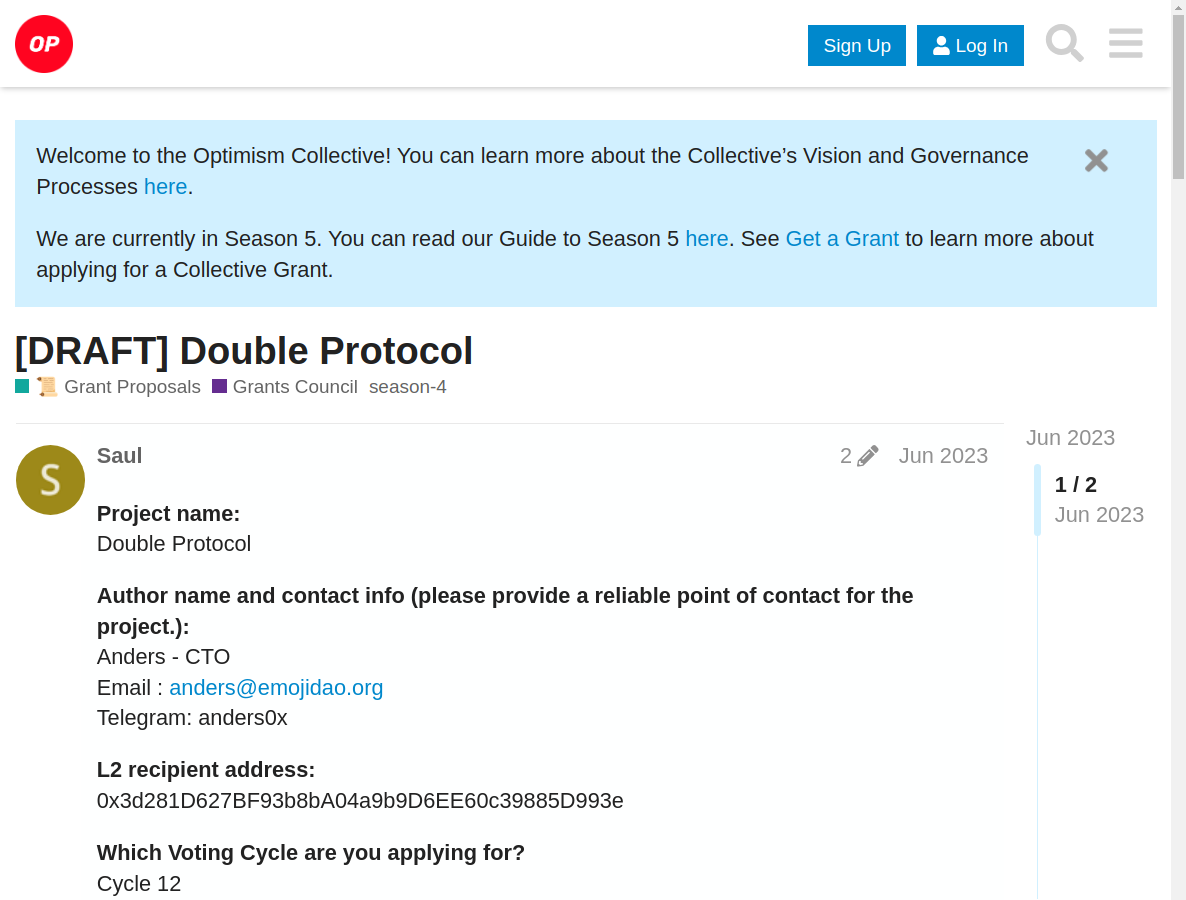 OP
Sign Up
Log In
Welcome to the Optimism Collective! You can learn more about the Collective’s Vision and Governance
Processes here.
We are currently in Season 5. You can read our Guide to Season 5 here. See Get a Grant to learn more about
applying for a Collective Grant.
[DRAFT] Double Protocol
Grant Proposals Grants Council season-4
S
Saul
2
Jun 2023
Jun 2023
1 / 2
Jun 2023
Project name:
Double Protocol
Author name and contact info (please provide a reliable point of contact for the
project.):
Anders - CTO
Email : anders@emojidao.org
Telegram: anders0x
L2 recipient address:
0x3d281D627BF93b8bA04a9b9D6EE60c39885D993e
Which Voting Cycle are you applying for?
Cycle 12